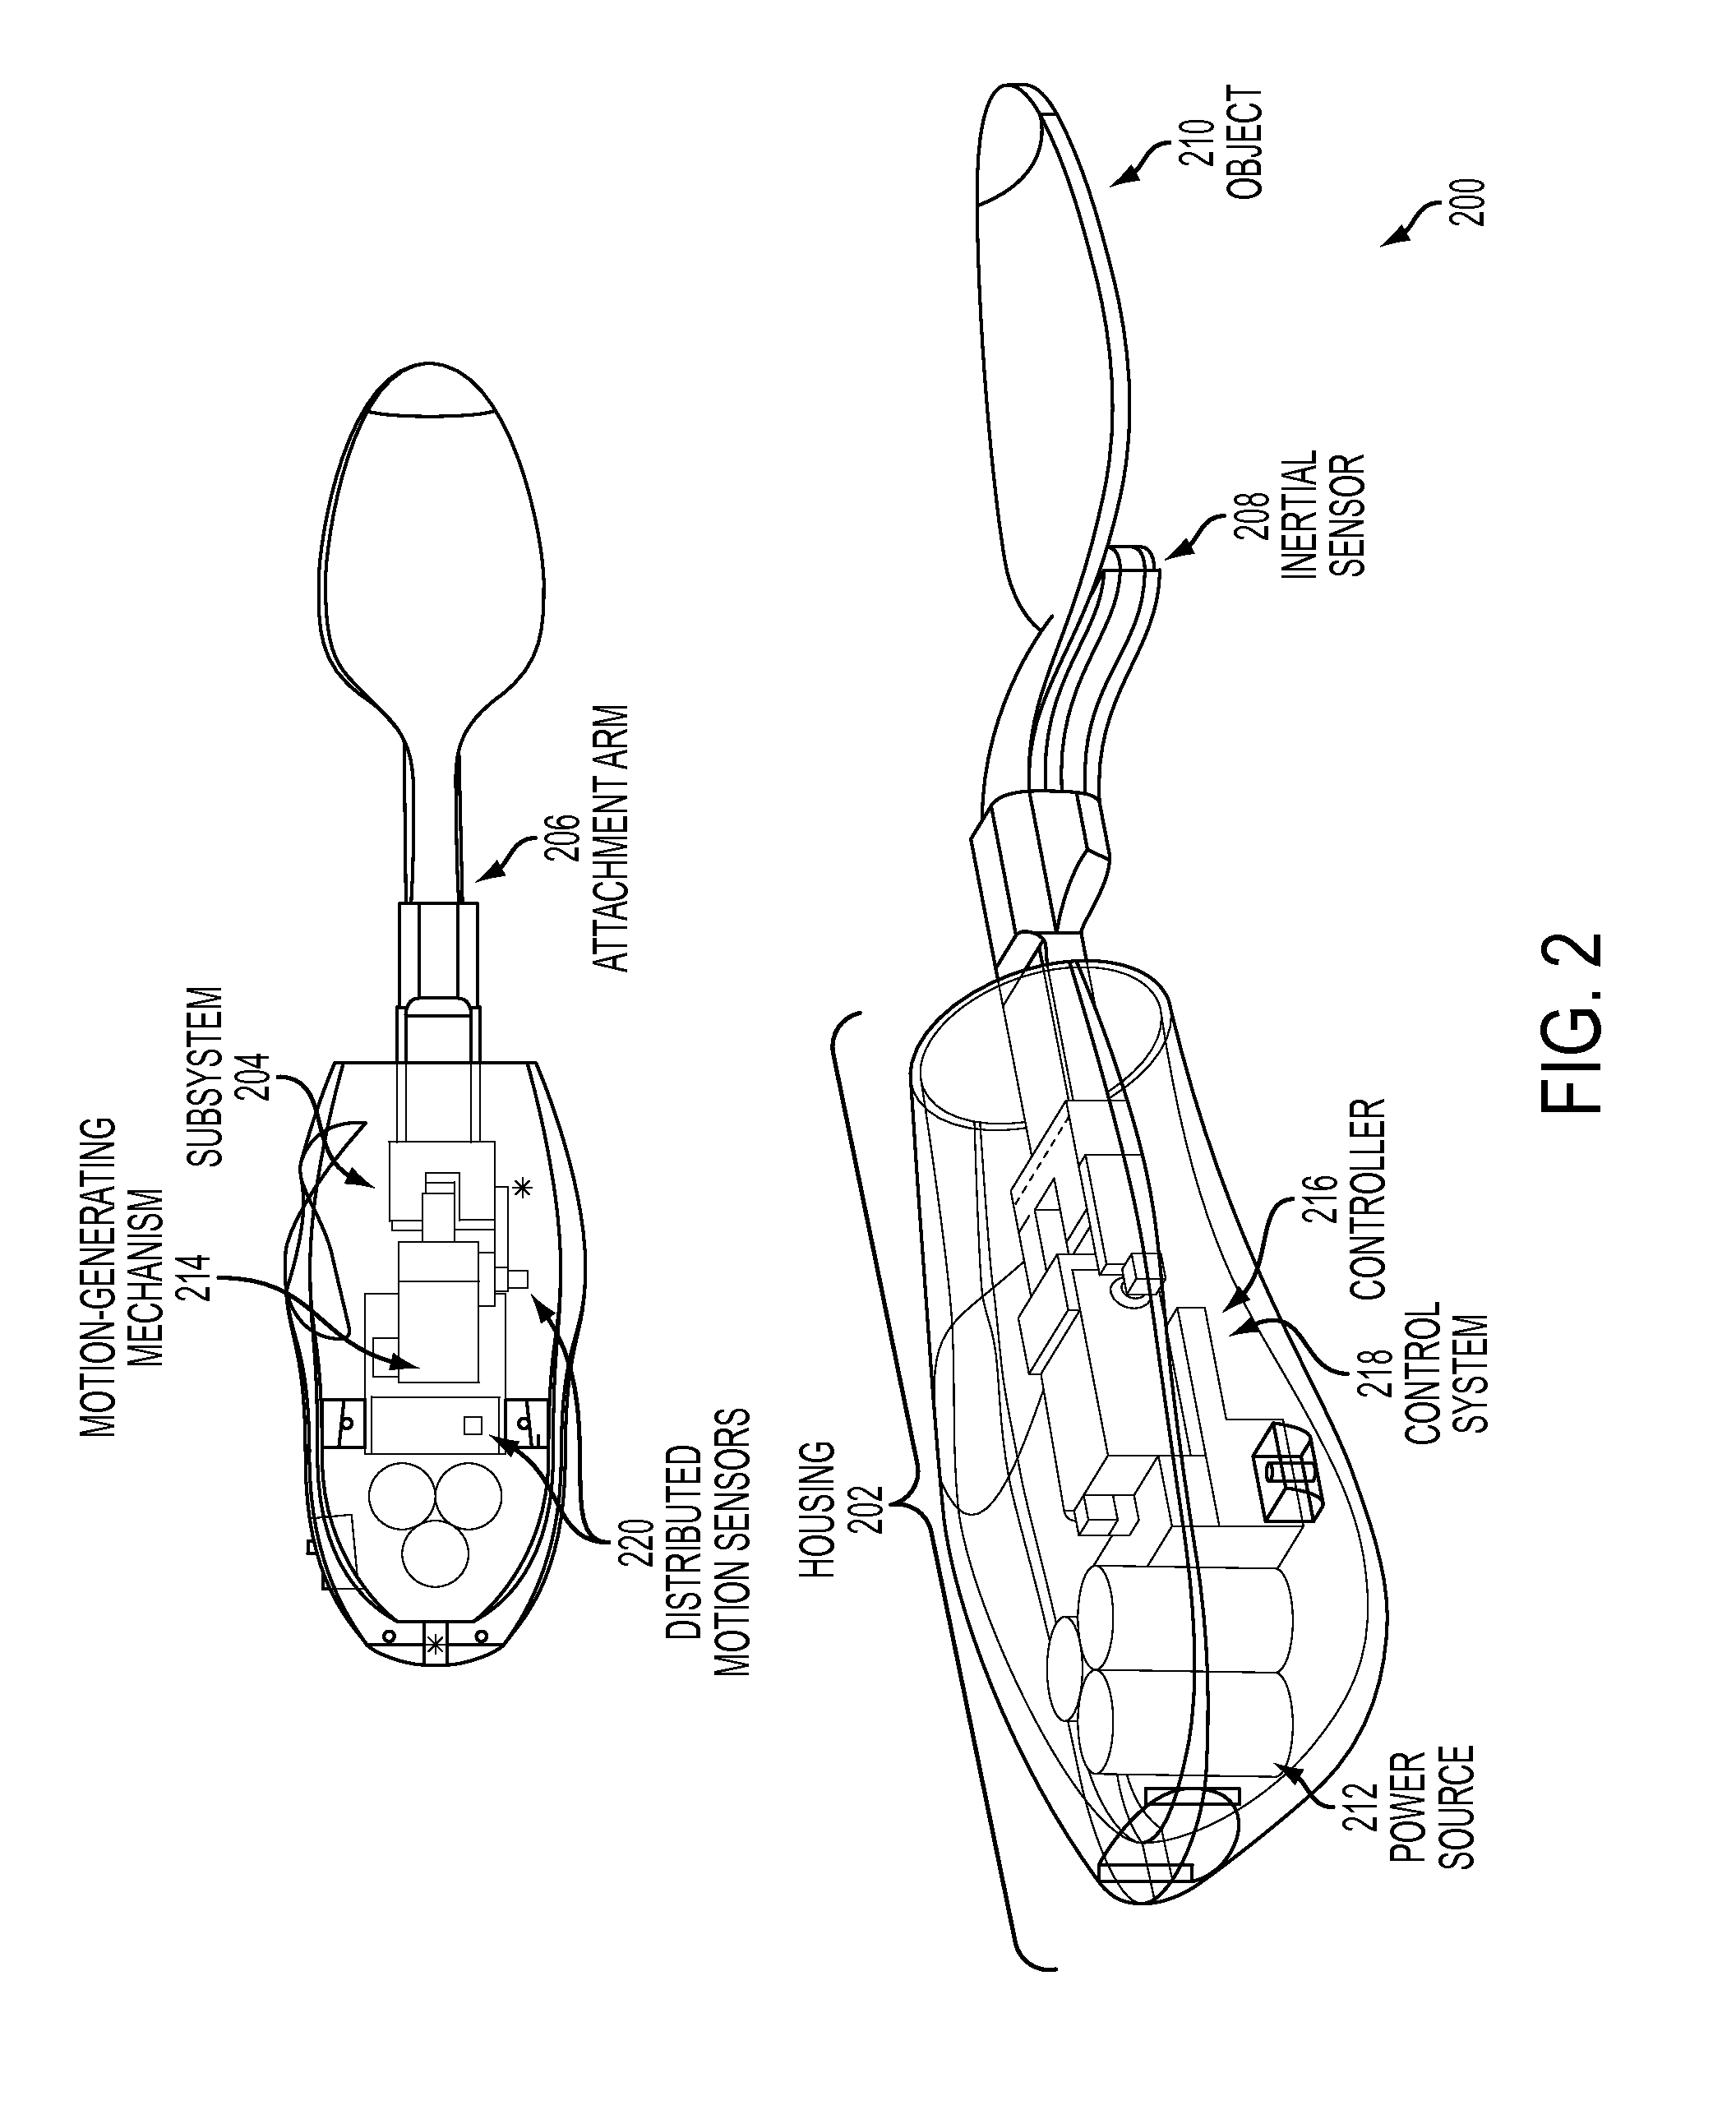 MOTION-GENERATING
MECHANISM
214
SUBSYSTEM
204
206
ATTACHMENT ARM
220
DISTRIBUTED
MOTION SENSORS
HOUSING
202
210
OBJECT
208
INERTIAL
SENSOR
216
CONTROLLER
218
CONTROL
SYSTEM
212
POWER
SOURCE
200
FIG. 2